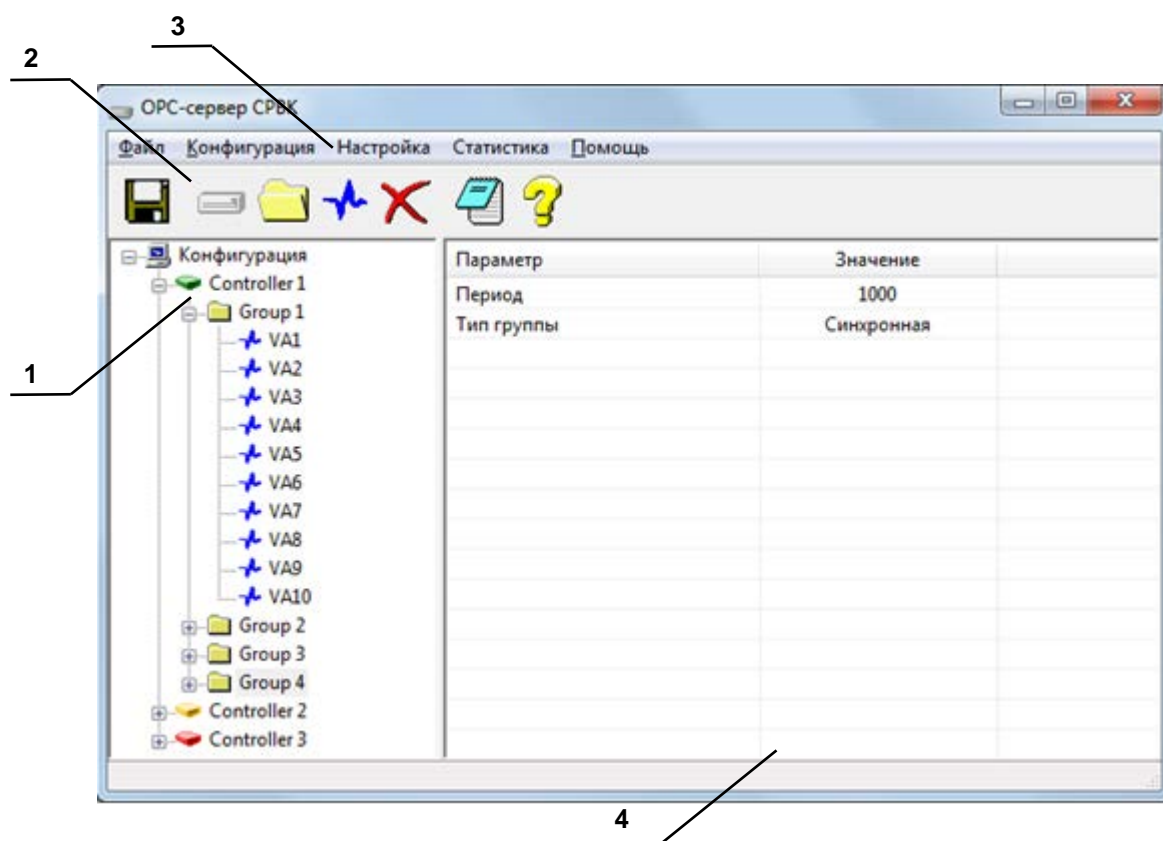 3
2
OPC-сервер СРВК
Файл Конфигурация Настройка Статистика Помощь
Конфигурация
Controller 1
Group 1
VA1
VA2
VA3
VA4
VA5
VA6
VA7
VA8
VA9
VA10
Group 2
Group 3
Group 4
Controller 2
Controller 3
1
Параметр Значение
Период 1000
Тип группы Синхронная
4